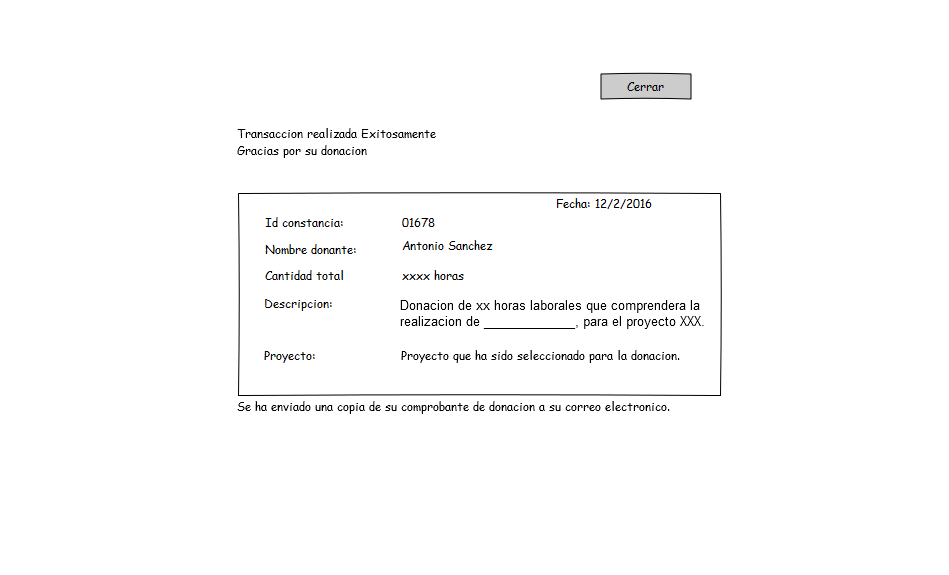 Cerrar
Transaccion realizada Exitosamente
Gracias por su donacion
Fecha: 12/2/2016
Id constancia: 01678
Nombre donante: Antonio Sanchez
Cantidad total xxxx horas
Descripcion: Donacion de xx horas laborales que comprendera la
realizacion de _____________, para el proyecto XXX.
Proyecto: Proyecto que ha sido seleccionado para la donacion.
Se ha enviado una copia de su comprobante de donacion a su correo electronico.